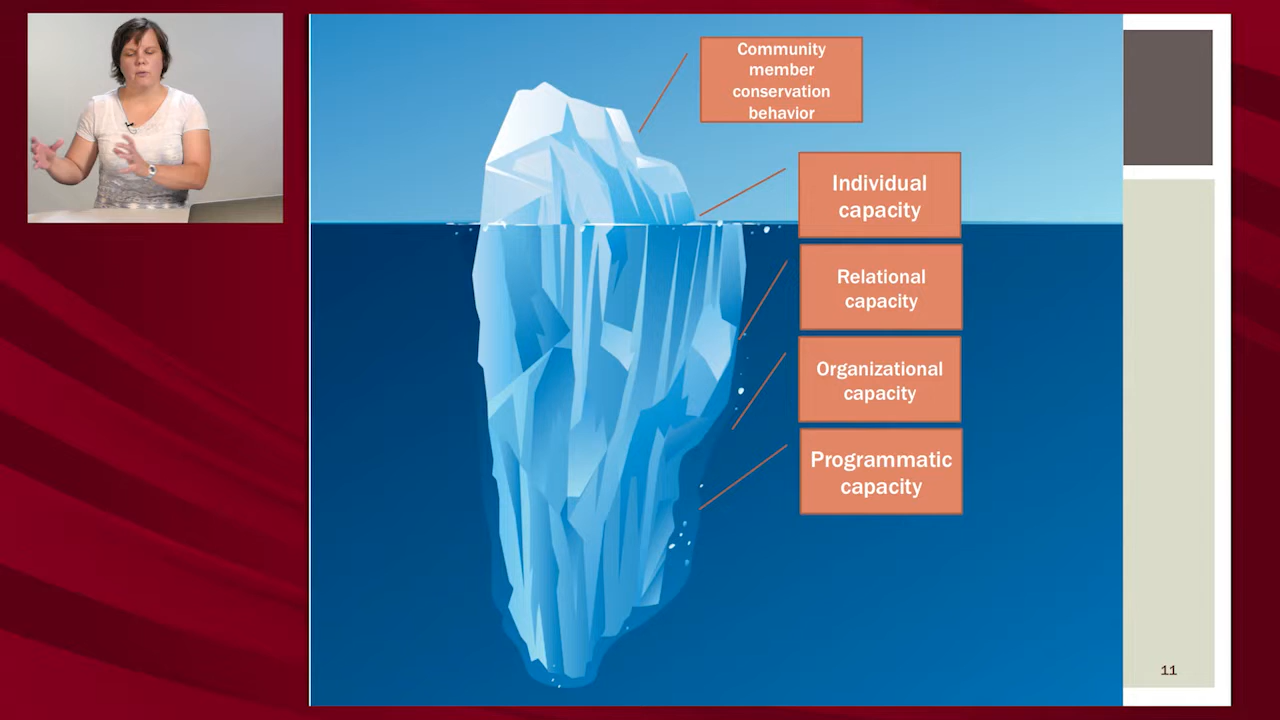 Community
member
conservation
behavior
Individual
capacity
Relational
capacity
Organizational
capacity
Programmatic
capacity
11